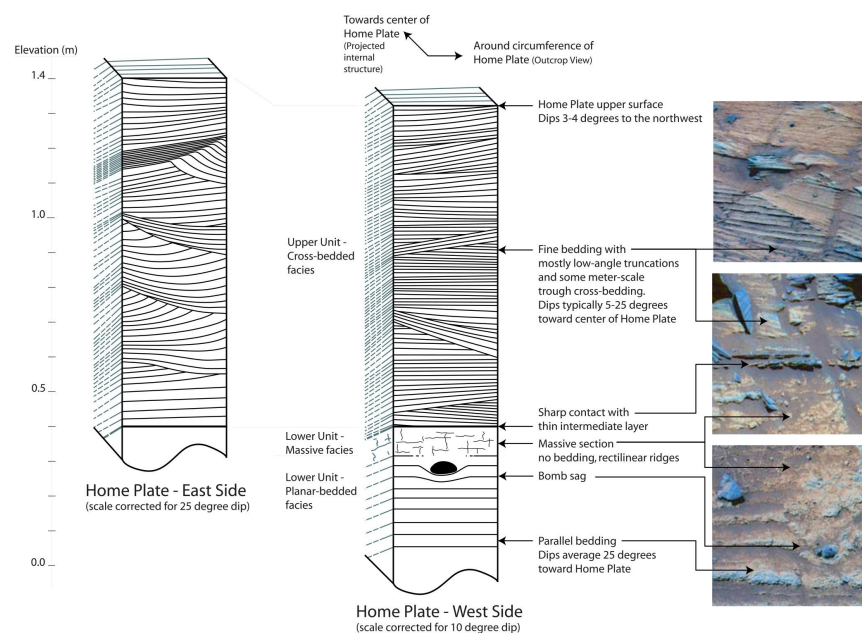 Towards center of
Home Plate
(Projected
internal
structure)
Around circumference of
Home Plate (Outcrop View)
Elevation (m)
1.4
1.0
0.5
0.0
Home Plate upper surface
Dips 3-4 degrees to the northwest
Upper Unit -
Cross-bedded
facies
Fine bedding with
mostly low-angle truncations
and some meter-scale
trough cross-bedding.
Dips typically 5-25 degrees
toward center of Home Plate
Sharp contact with
thin intermediate layer
Lower Unit -
Massive facies
Massive section
no bedding, rectilinear ridges
Lower Unit -
Planar-bedded
facies
Bomb sag
Parallel bedding
Dips average 25 degrees
toward Home Plate
Home Plate - East Side
(scale corrected for 25 degree dip)
Home Plate - West Side
(scale corrected for 10 degree dip)